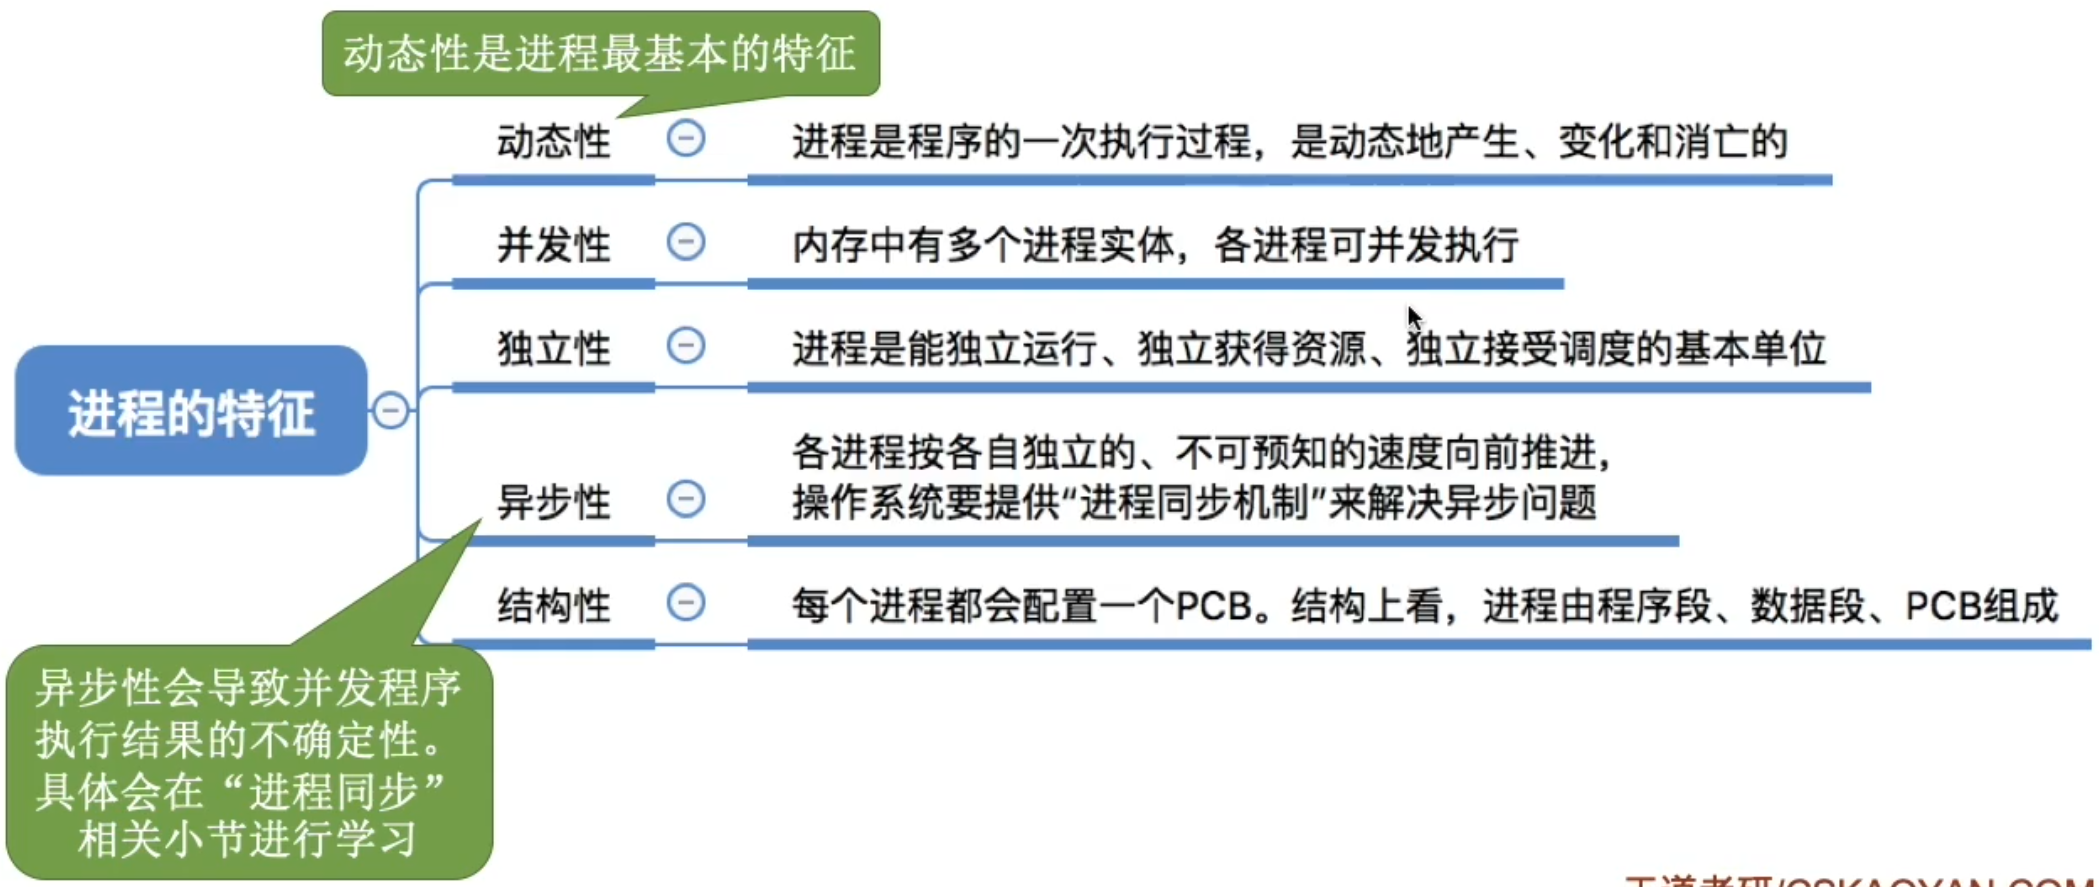 动态性是进程最基本的特征
动态性 进程是程序的一次执行过程，是动态地产生、变化和消亡的
并发性 内存中有多个进程实体，各进程可并发执行
独立性 进程是能独立运行、独立获得资源、独立接受调度的基本单位
进程的特征
各进程按各自独立的、不可预知的速度向前推进，
异步性 操作系统要提供“进程同步机制”来解决异步问题
结构性 每个进程都会配置一个PCB。结构上看，进程由程序段、数据段、PCB组成
异步性会导致并发程序
执行结果的不确定性。
具体会在“进程同步”
相关小节进行学习
王道考研/CSKAOYAN.COM